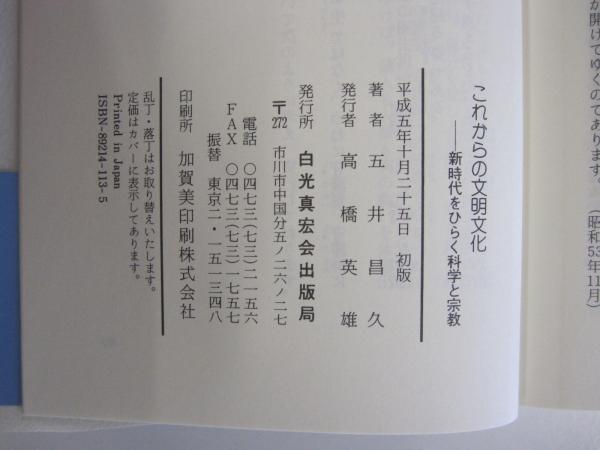 が開けてゆくのであります。
(昭和53年11月)
これからの文明文化
――新時代をひらく科学と宗教
平成五年十月二十五日　初版
著者　五井昌久
発行者　高橋英雄
発行所　白光真宏会出版局
〒272　市川市中国分五ノ二六ノ二七
電話　〇四七三(七三)二一五六
FAX　〇四七三(七三)一七五七
振替　東京二・一五一三四八
印刷所　加賀美印刷株式会社
乱丁・落丁はお取り替えいたします。
定価はカバーに表示してあります。
Printed in Japan
ISBN-89214-113-5